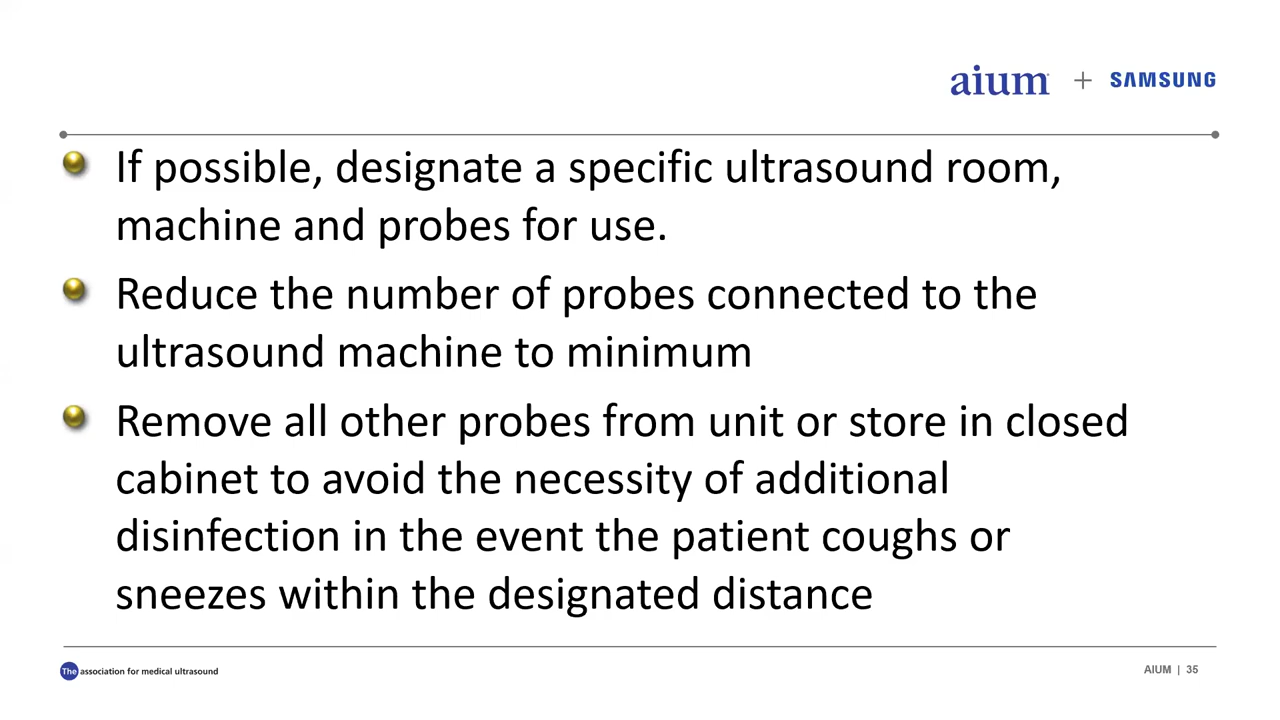 aium + SAMSUNG
If possible, designate a specific ultrasound room,
machine and probes for use.
Reduce the number of probes connected to the
ultrasound machine to minimum
Remove all other probes from unit or store in closed
cabinet to avoid the necessity of additional
disinfection in the event the patient coughs or
sneezes within the designated distance
The association for medical ultrasound
AIUM | 35